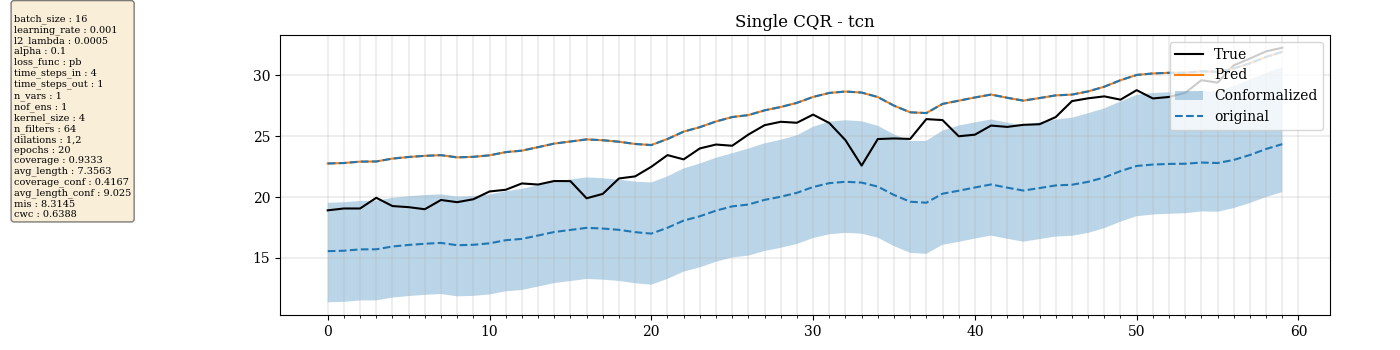 batch_size : 16
learning_rate : 0.001
l2_lambda : 0.0005
alpha : 0.1
loss_func : pb
time_steps_in : 4
time_steps_out : 1
n_vars : 1
nof_ens : 1
kernel_size : 4
n_filters : 64
dilations : 1,2
epochs : 20
coverage : 0.9333
avg_length : 7.3563
coverage_conf : 0.4167
avg_length_conf : 9.025
mis : 8.3145
cwc : 0.6388
Single CQR - tcn
30
25
20
15
True
Pred
Conformalized
original
0 10 20 30 40 50 60